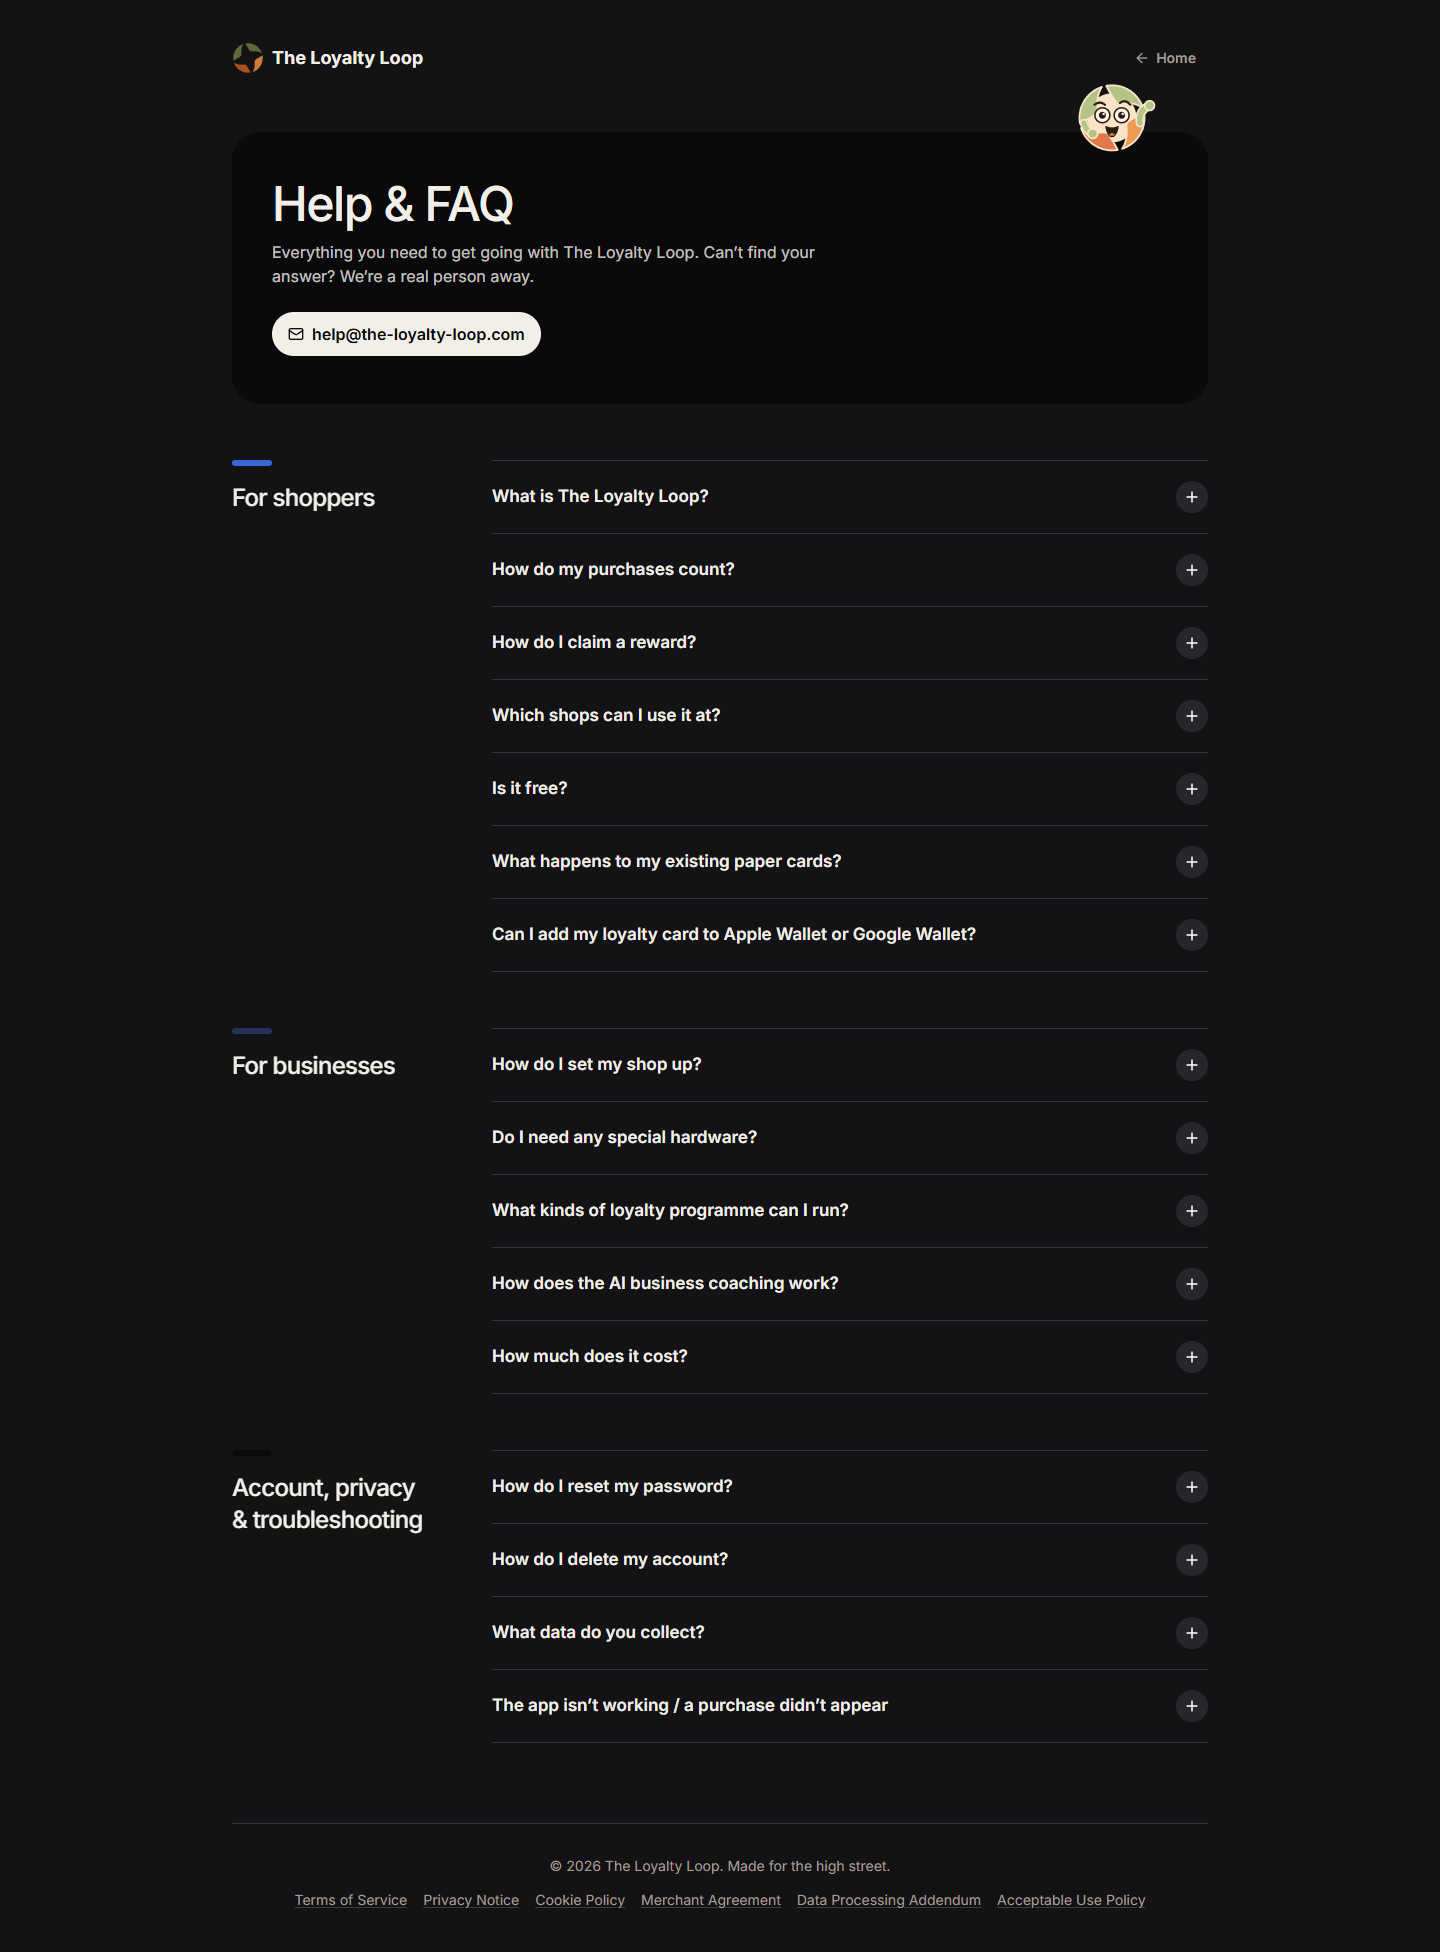 The Loyalty Loop
Home
Help & FAQ
Everything you need to get going with The Loyalty Loop. Can’t find your
answer? We’re a real person away.
help@the-loyalty-loop.com
For shoppers
What is The Loyalty Loop?
How do my purchases count?
How do I claim a reward?
Which shops can I use it at?
Is it free?
What happens to my existing paper cards?
Can I add my loyalty card to Apple Wallet or Google Wallet?
For businesses
How do I set my shop up?
Do I need any special hardware?
What kinds of loyalty programme can I run?
How does the AI business coaching work?
How much does it cost?
Account, privacy
& troubleshooting
How do I reset my password?
How do I delete my account?
What data do you collect?
The app isn’t working / a purchase didn’t appear
© 2026 The Loyalty Loop. Made for the high street.
Terms of Service Privacy Notice Cookie Policy Merchant Agreement Data Processing Addendum Acceptable Use Policy